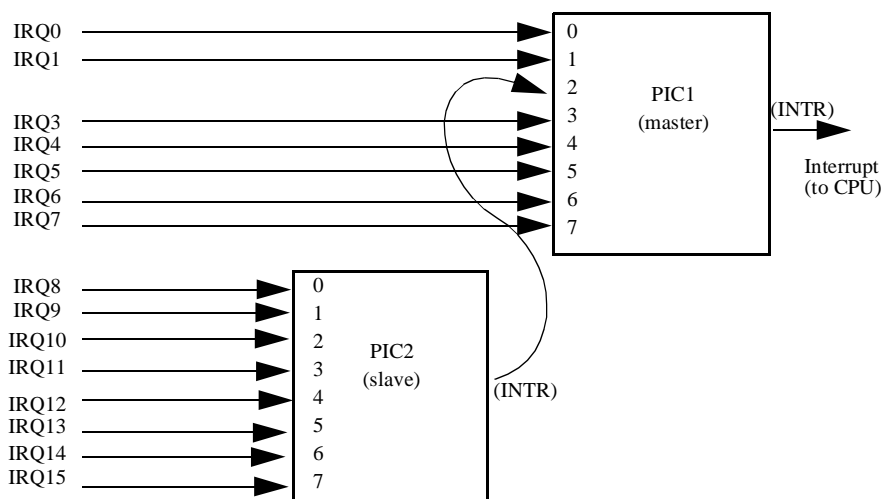 IRQ0
IRQ1
IRQ3
IRQ4
IRQ5
IRQ6
IRQ7
0
1
2
3
4
5
6
7
PIC1
(master)
(INTR)
Interrupt
(to CPU)
IRQ8
IRQ9
IRQ10
IRQ11
IRQ12
IRQ13
IRQ14
IRQ15
0
1
2
3
4
5
6
7
PIC2
(slave)
(INTR)